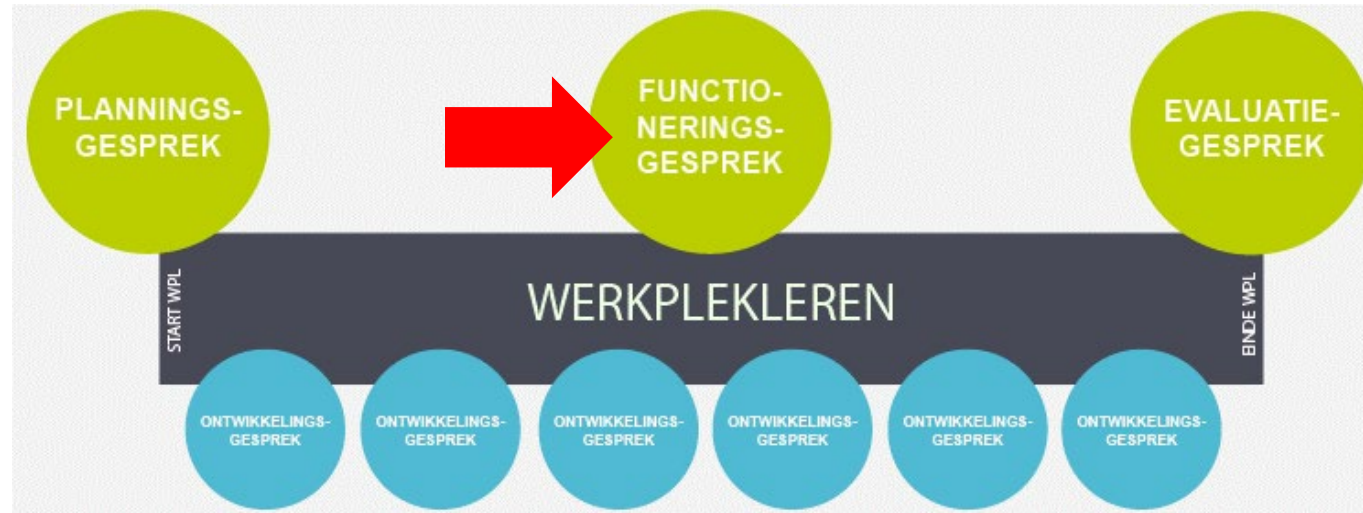 PLANNINGS-
GESPREK
FUNCTIO-
NERINGS-
GESPREK
EVALUATIE-
GESPREK
START WPL
WERKPLEKLEREN
EINDE WPL
ONTWIKKELINGS-
GESPREK
ONTWIKKELINGS-
GESPREK
ONTWIKKELINGS-
GESPREK
ONTWIKKELINGS-
GESPREK
ONTWIKKELINGS-
GESPREK
ONTWIKKELINGS-
GESPREK